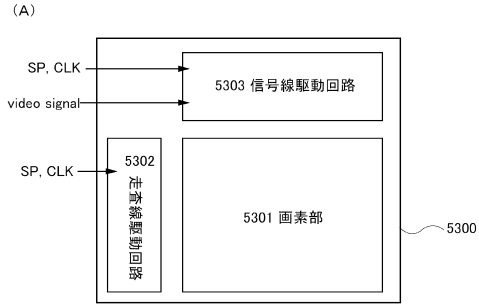 (A)
SP, CLK
5303 信号線駆動回路
video signal
SP, CLK
5302
走査線駆動回路
5301 画素部
5300